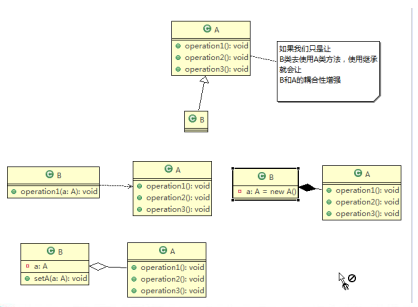 C A
operation1(): void
operation2(): void
operation3(): void
如果我们只是让
B类去使用A类方法，使用继承
就会让
B和A的耦合性增强
C B
C B
operation1(a: A): void
C A
operation1(): void
operation2(): void
operation3(): void
C B
a: A = new A()
C A
operation1(): void
operation2(): void
operation3(): void
C B
a: A
setA(a: A): void
C A
operation1(): void
operation2(): void
operation3(): void